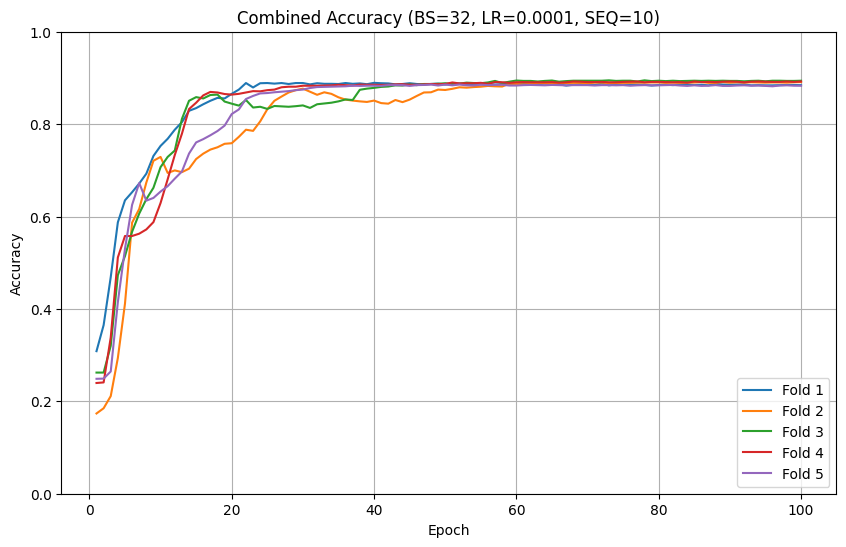 Combined Accuracy (BS=32, LR=0.0001, SEQ=10)
1.0
0.8
0.6
0.4
0.2
0.0
Accuracy
0 20 40 60 80 100
Epoch
Fold 1
Fold 2
Fold 3
Fold 4
Fold 5